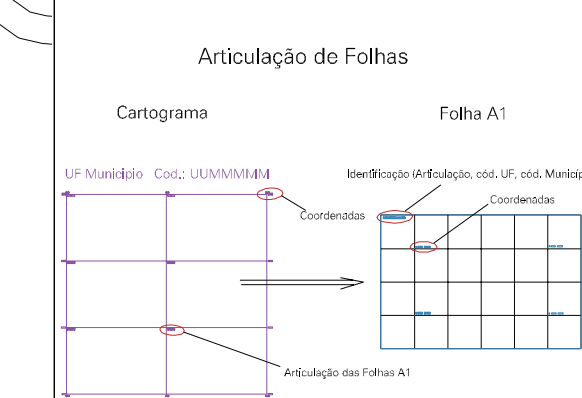 Articulação de Folhas
Cartograma
Folha A1
UF Municipio Cod.: UUMMMMM
Identificação (Articulação, cód. UF, cód. Municíp
Coordenadas
Coordenadas
Articulação das Folhas A1